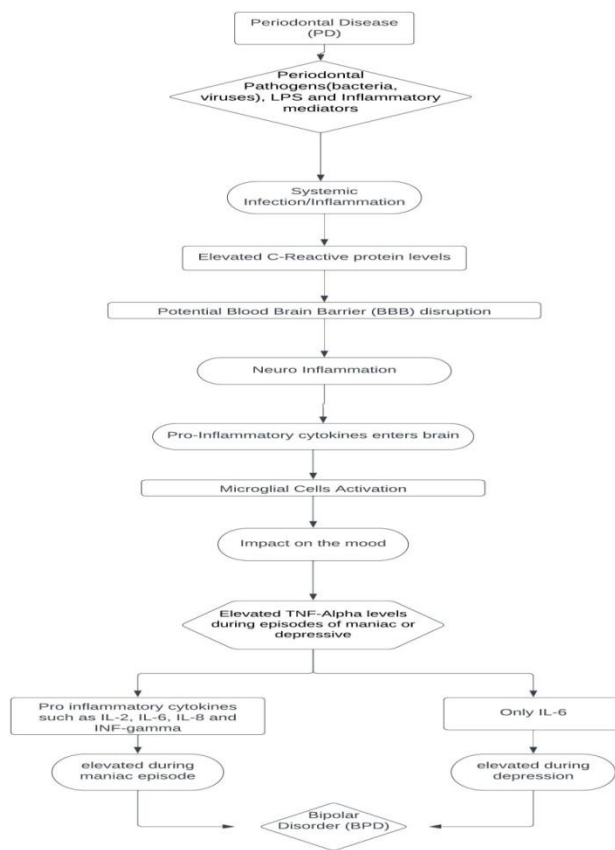 Periodontal Disease
(PD)
Periodontal
Pathogens(bacteria,
viruses), LPS and Inflammatory
mediators
Systemic
Infection/Inflammation
Elevated C-Reactive protein levels
Potential Blood Brain Barrier (BBB) disruption
Neuro Inflammation
Pro-Inflammatory cytokines enters brain
Microglial Cells Activation
Impact on the mood
Elevated TNF-Alpha levels
during episodes of maniac or
depressive
Pro inflammatory cytokines
such as IL-2, IL-6, IL-8 and
INF-gamma
Only IL-6
elevated during
maniac episode
elevated during
depression
Bipolar
Disorder (BPD)